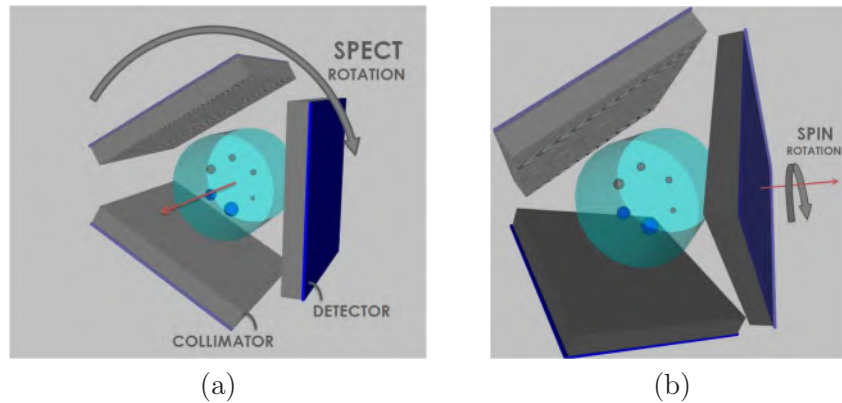 SPECT
ROTATION
DETECTOR
COLLIMATOR
(a)
SPIN
ROTATION
(b)